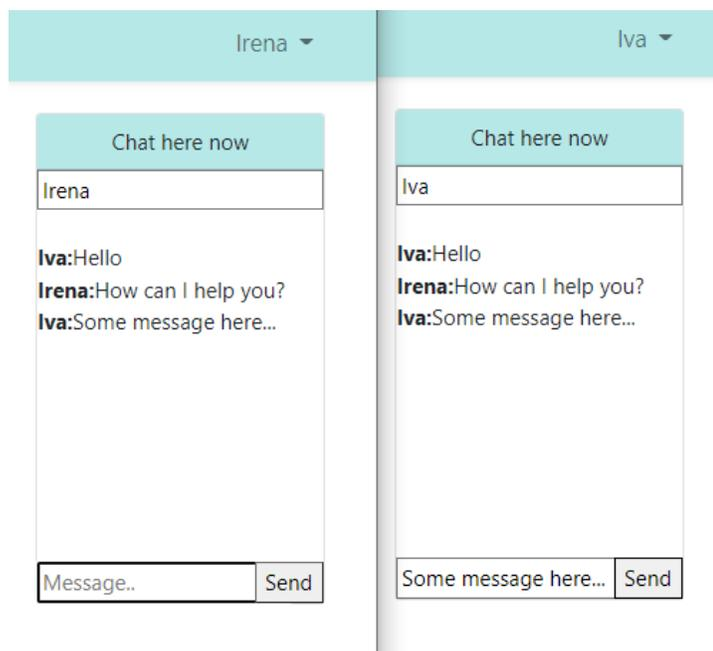 Irena
Chat here now
Irena
Iva:Hello
Irena:How can I help you?
Iva:Some message here...
Message..
Send
Iva
Chat here now
Iva
Iva:Hello
Irena:How can I help you?
Iva:Some message here...
Some message here...
Send